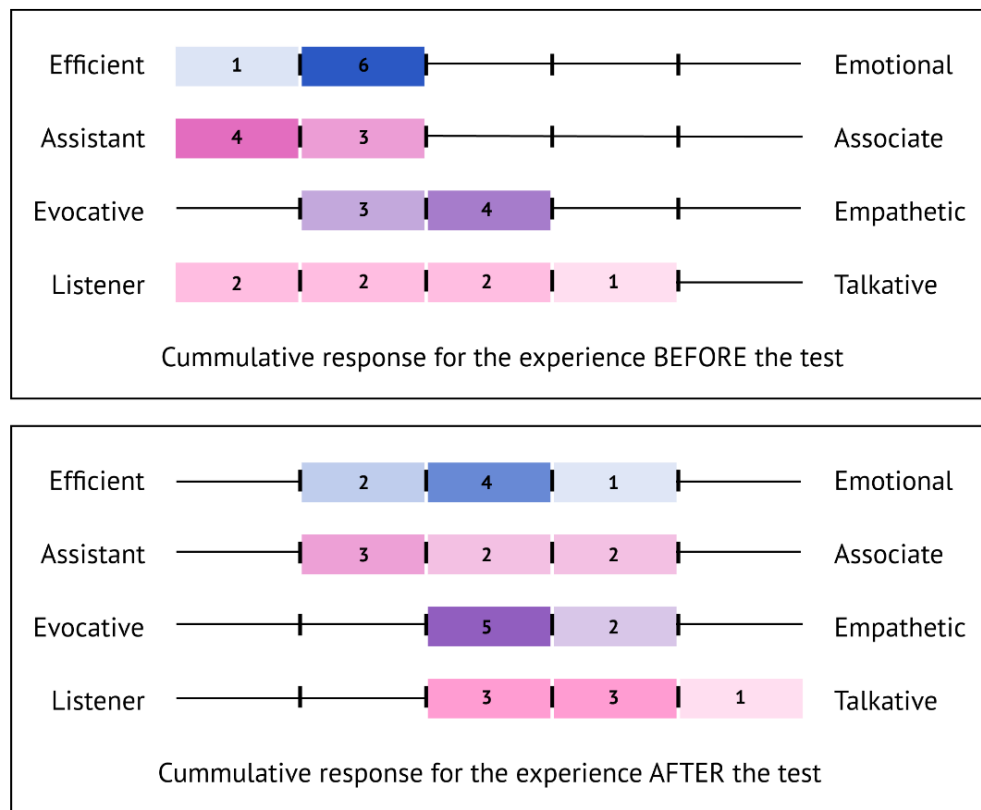 Efficient 1 6 Emotional
Assistant 4 3 Associate
Evocative 3 4 Empathetic
Listener 2 2 2 1 Talkative
Cummulative response for the experience BEFORE the test
Efficient 2 4 1 Emotional
Assistant 3 2 2 Associate
Evocative 5 2 Empathetic
Listener 3 3 1 Talkative
Cummulative response for the experience AFTER the test